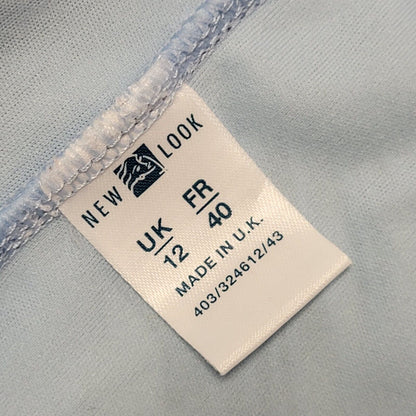 NEW LOOK
UK FR
12 40
MADE IN U.K.
403/324612/43